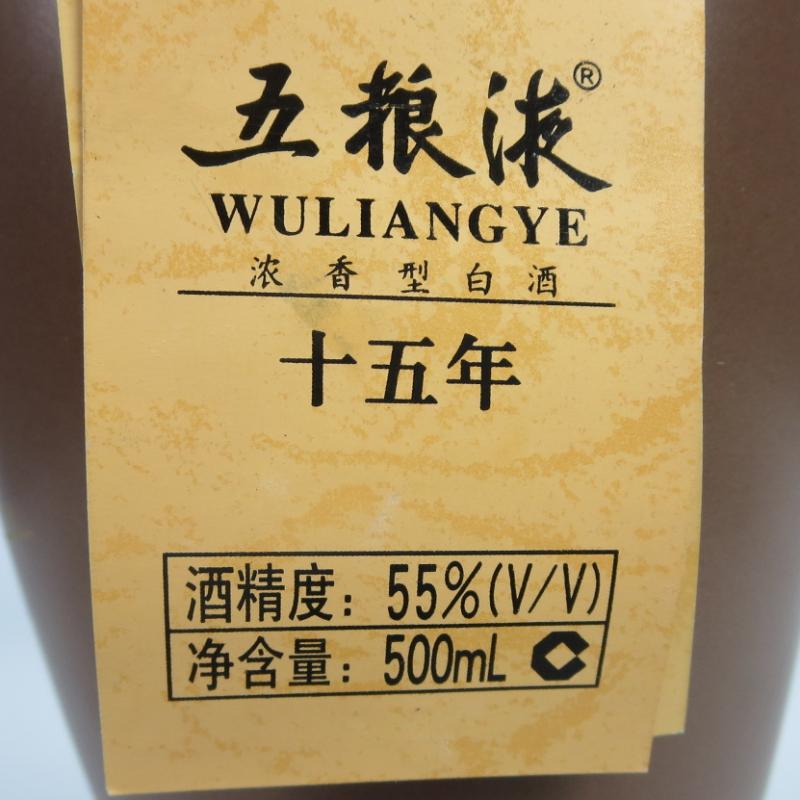 五粮液®
WULIANGYE
浓香型白酒
十五年
酒精度：55%(V/V)
净含量：500mL